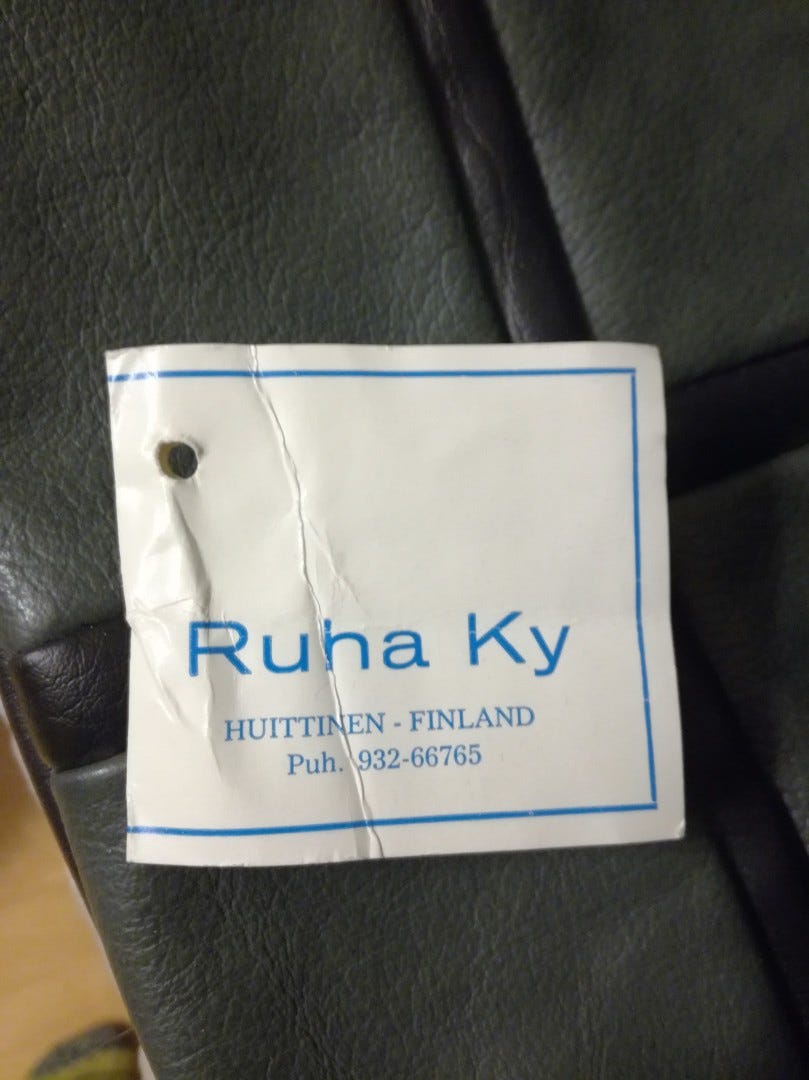 Ruha Ky
HUITTINEN - FINLAND
Puh. 932-66765